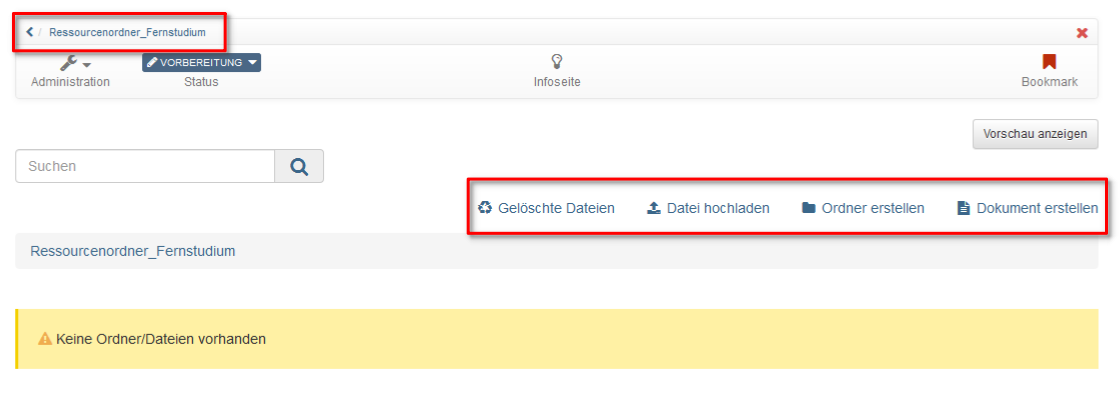 / Ressourcenordner_Fernstudium
Administration
VORBEREITUNG
Status
Infoseite
Bookmark
Vorschau anzeigen
Suchen
Gelöschte Dateien Datei hochladen Ordner erstellen Dokument erstellen
Ressourcenordner_Fernstudium
Keine Ordner/Dateien vorhanden